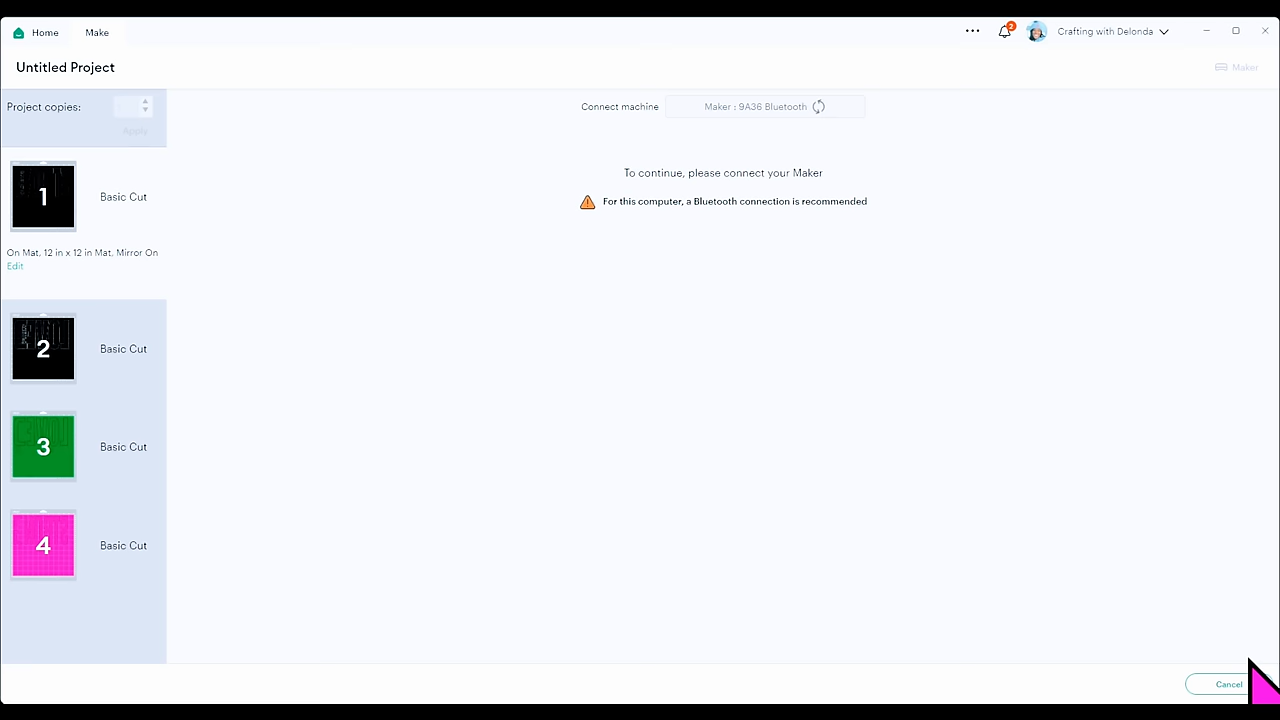 Home
Make
2
Crafting with Delonda
Untitled Project
Maker
Project copies:
Connect machine
Maker : 9A36 Bluetooth
Apply
To continue, please connect your Maker
For this computer, a Bluetooth connection is recommended
1
Basic Cut
On Mat, 12 in x 12 in Mat, Mirror On
Edit
2
Basic Cut
3
Basic Cut
4
Basic Cut
Cancel